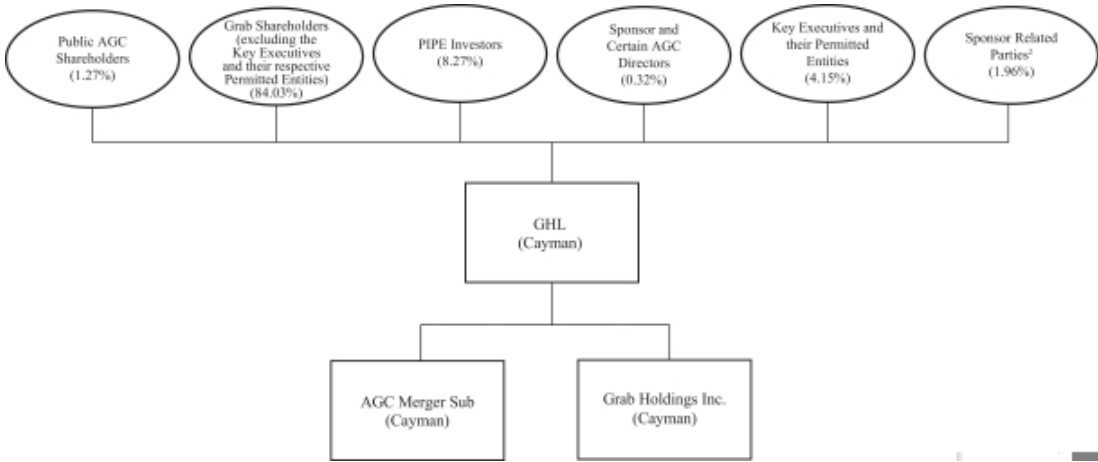 Public AGC
Shareholders
(1.27%)
Grab Shareholders
(excluding the
Key Executives
and their respective
Permitted Entities)
(84.03%)
PIPE Investors
(8.27%)
Sponsor and
Certain AGC
Directors
(0.32%)
Key Executives and
their Permitted
Entities
(4.15%)
Sponsor Related
Parties²
(1.96%)
GHL
(Cayman)
AGC Merger Sub
(Cayman)
Grab Holdings Inc.
(Cayman)